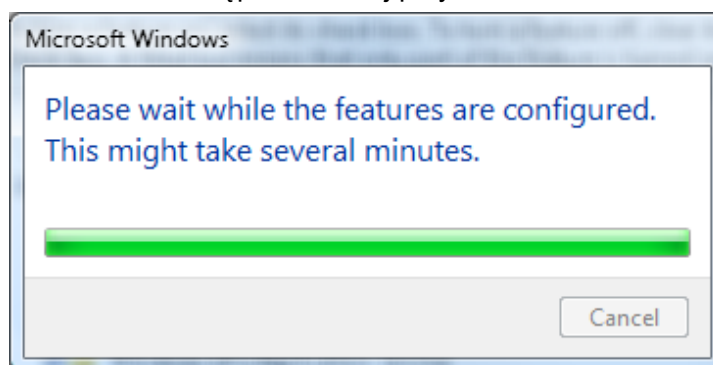 Microsoft Windows
Please wait while the features are configured.
This might take several minutes.
Cancel